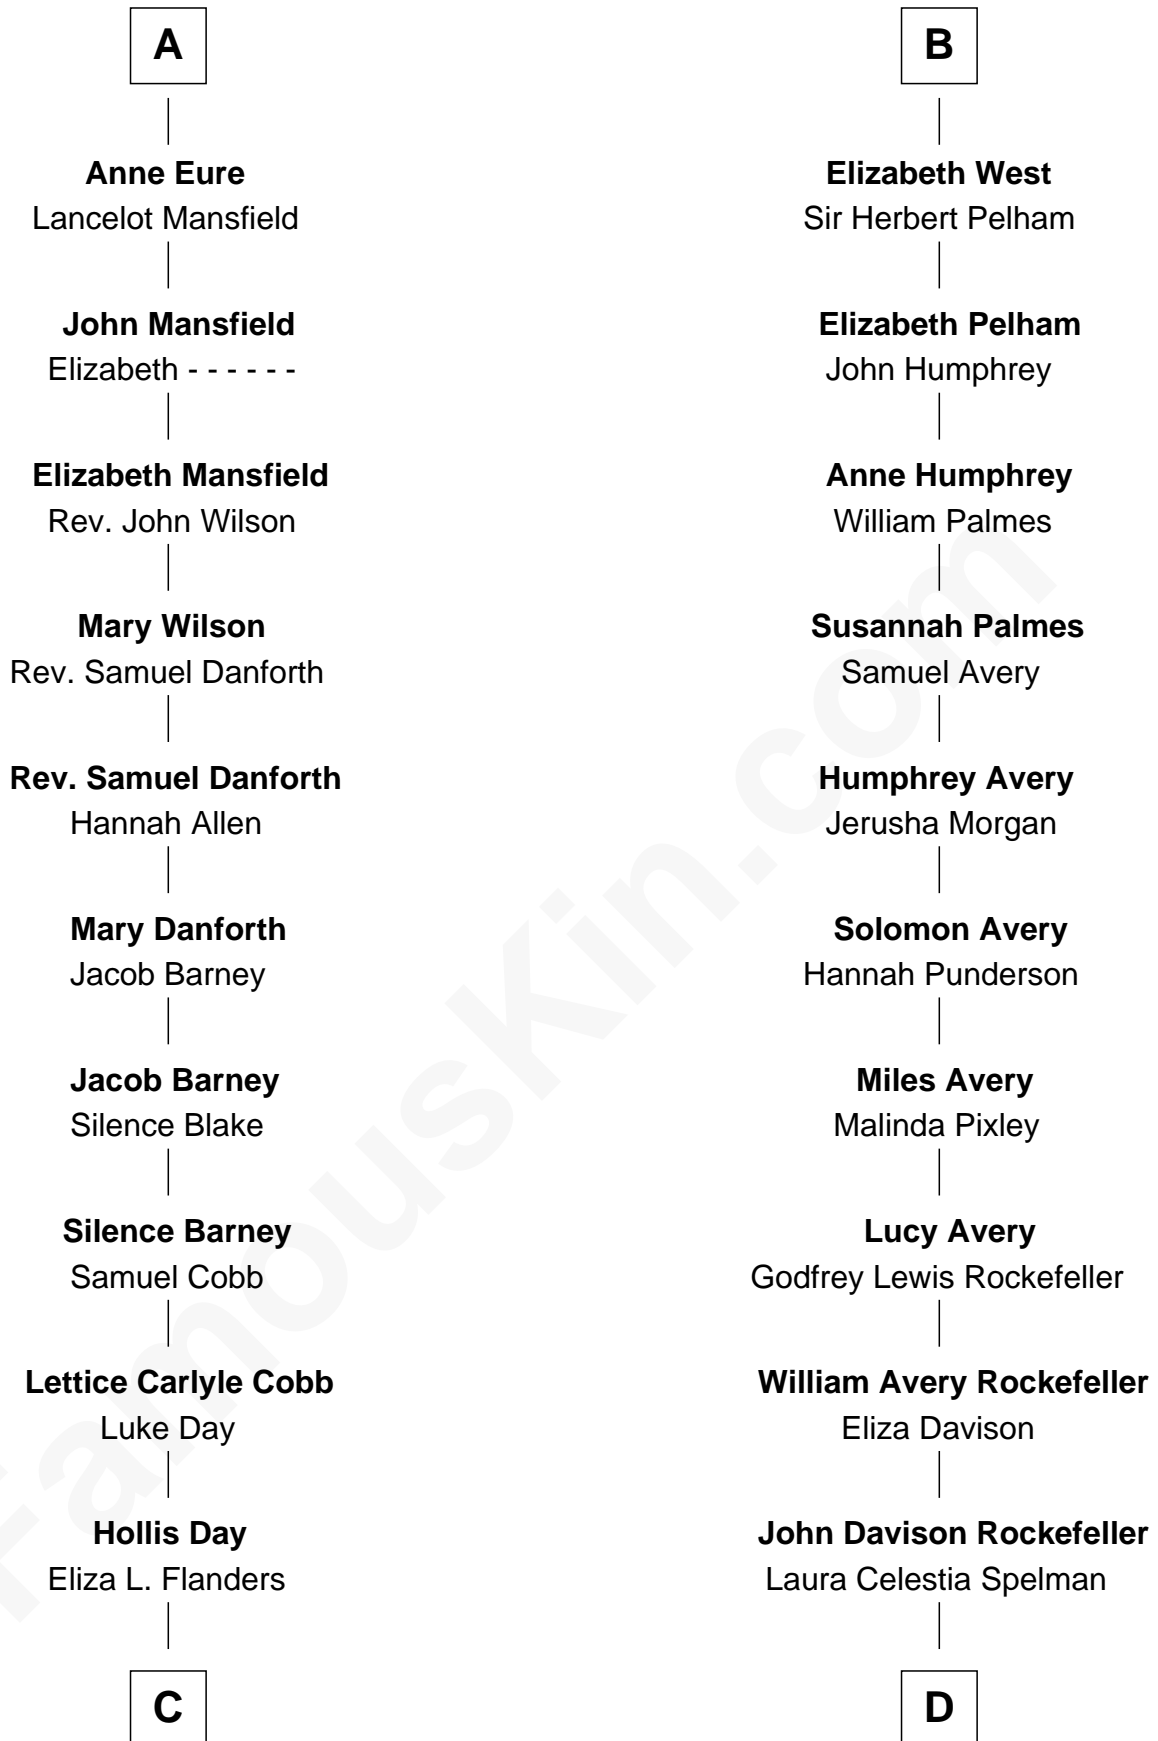 A
Anne Eure
Lancelot Mansfield
John Mansfield
Elizabeth - - - - - -
Elizabeth Mansfield
Rev. John Wilson
Mary Wilson
Rev. Samuel Danforth
Rev. Samuel Danforth
Hannah Allen
Mary Danforth
Jacob Barney
Jacob Barney
Silence Blake
Silence Barney
Samuel Cobb
Lettice Carlyle Cobb
Luke Day
Hollis Day
Eliza L. Flanders
C
B
Elizabeth West
Sir Herbert Pelham
Elizabeth Pelham
John Humphrey
Anne Humphrey
William Palmes
Susannah Palmes
Samuel Avery
Humphrey Avery
Jerusha Morgan
Solomon Avery
Hannah Punderson
Miles Avery
Malinda Pixley
Lucy Avery
Godfrey Lewis Rockefeller
William Avery Rockefeller
Eliza Davison
John Davison Rockefeller
Laura Celestia Spelman
D
FamousKin.com